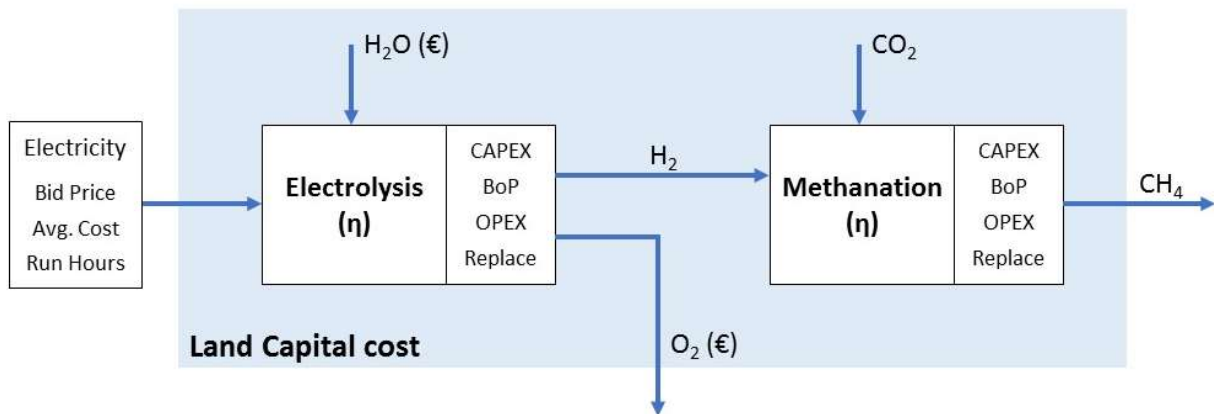 H₂O (€)
CO₂
Electricity
Bid Price
Avg. Cost
Run Hours
Electrolysis
(η)
CAPEX
BoP
OPEX
Replace
H₂
Methanation
(η)
CAPEX
BoP
OPEX
Replace
CH₄
Land Capital cost
O₂ (€)